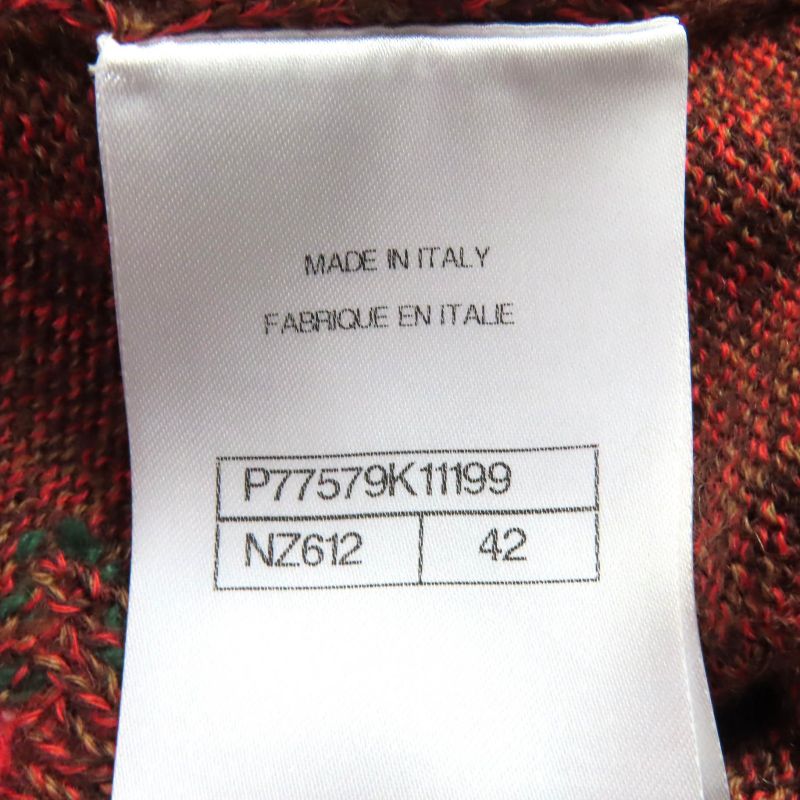 MADE IN ITALY
FABRIQUE EN ITALIE
P77579K11199
NZ612 42